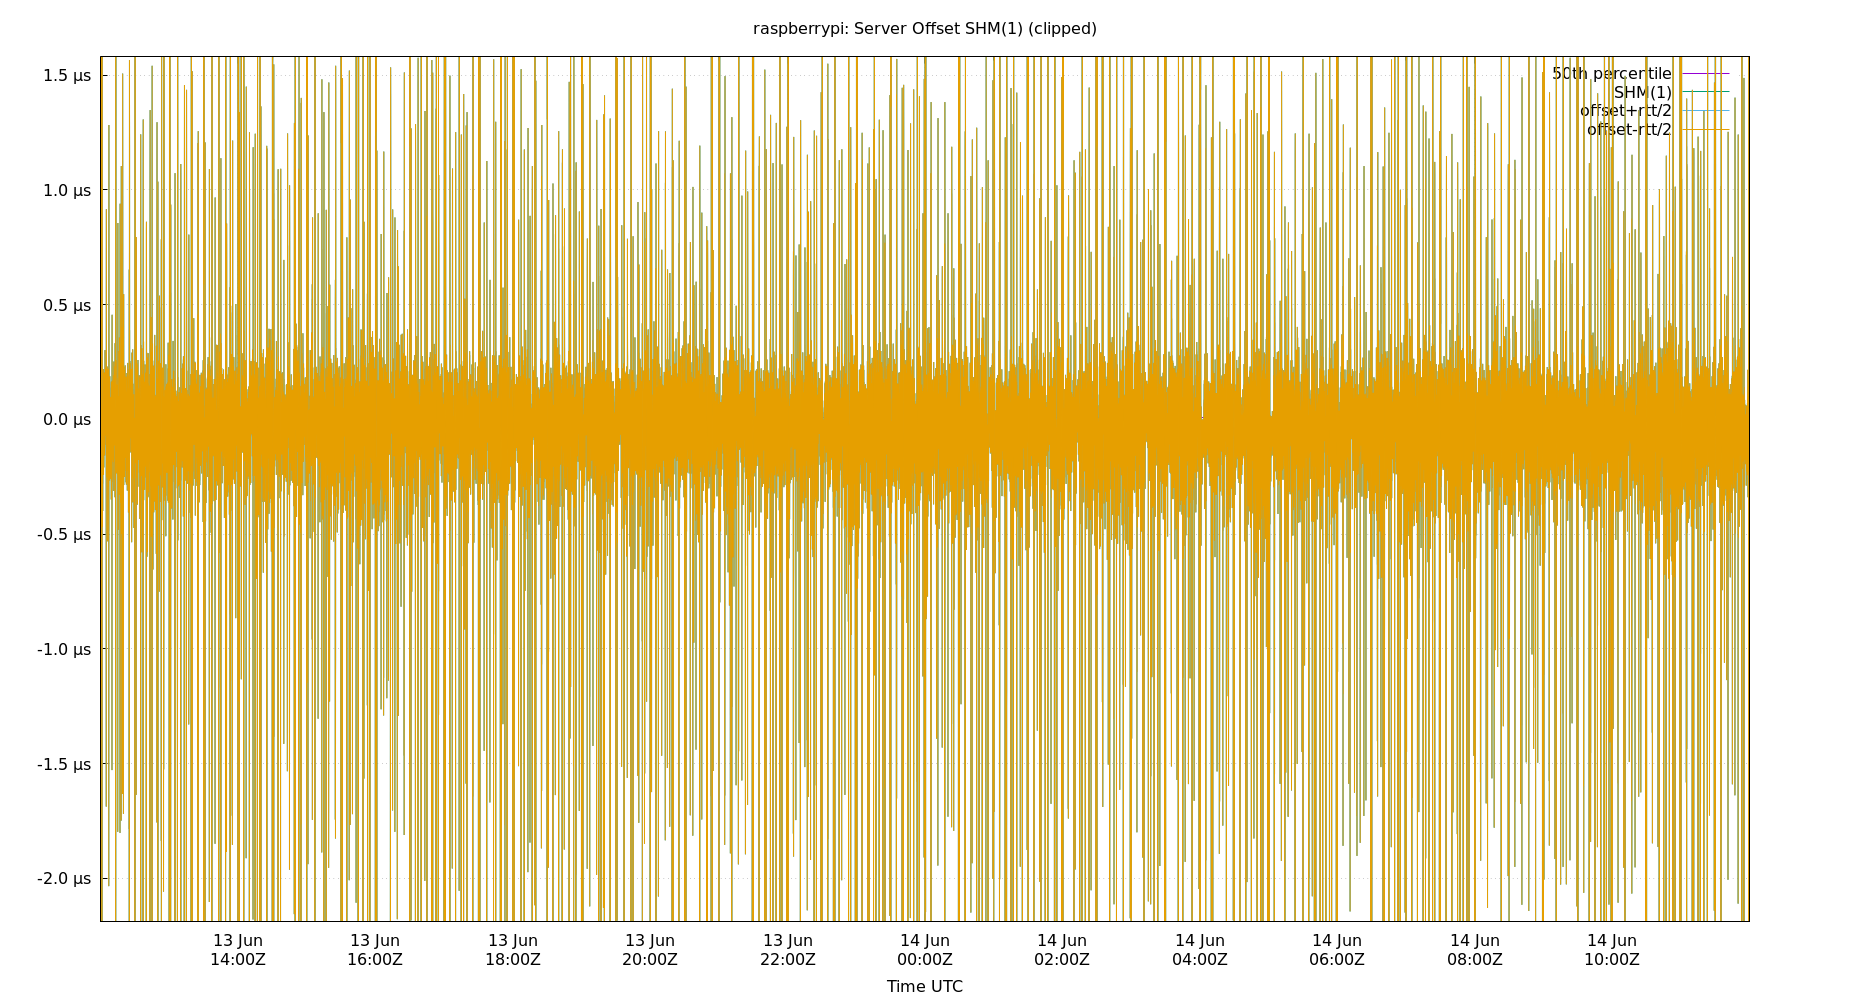 raspberrypi: Server Offset SHM(1) (clipped)
1.5 µs
1.0 µs
0.5 µs
0.0 µs
-0.5 µs
-1.0 µs
-1.5 µs
-2.0 µs
50th percentile
SHM(1)
offset+rtt/2
offset-rtt/2
13 Jun 13 Jun 13 Jun 13 Jun 13 Jun 14 Jun 14 Jun 14 Jun 14 Jun 14 Jun 14 Jun
14:00Z 16:00Z 18:00Z 20:00Z 22:00Z 00:00Z 02:00Z 04:00Z 06:00Z 08:00Z 10:00Z
Time UTC